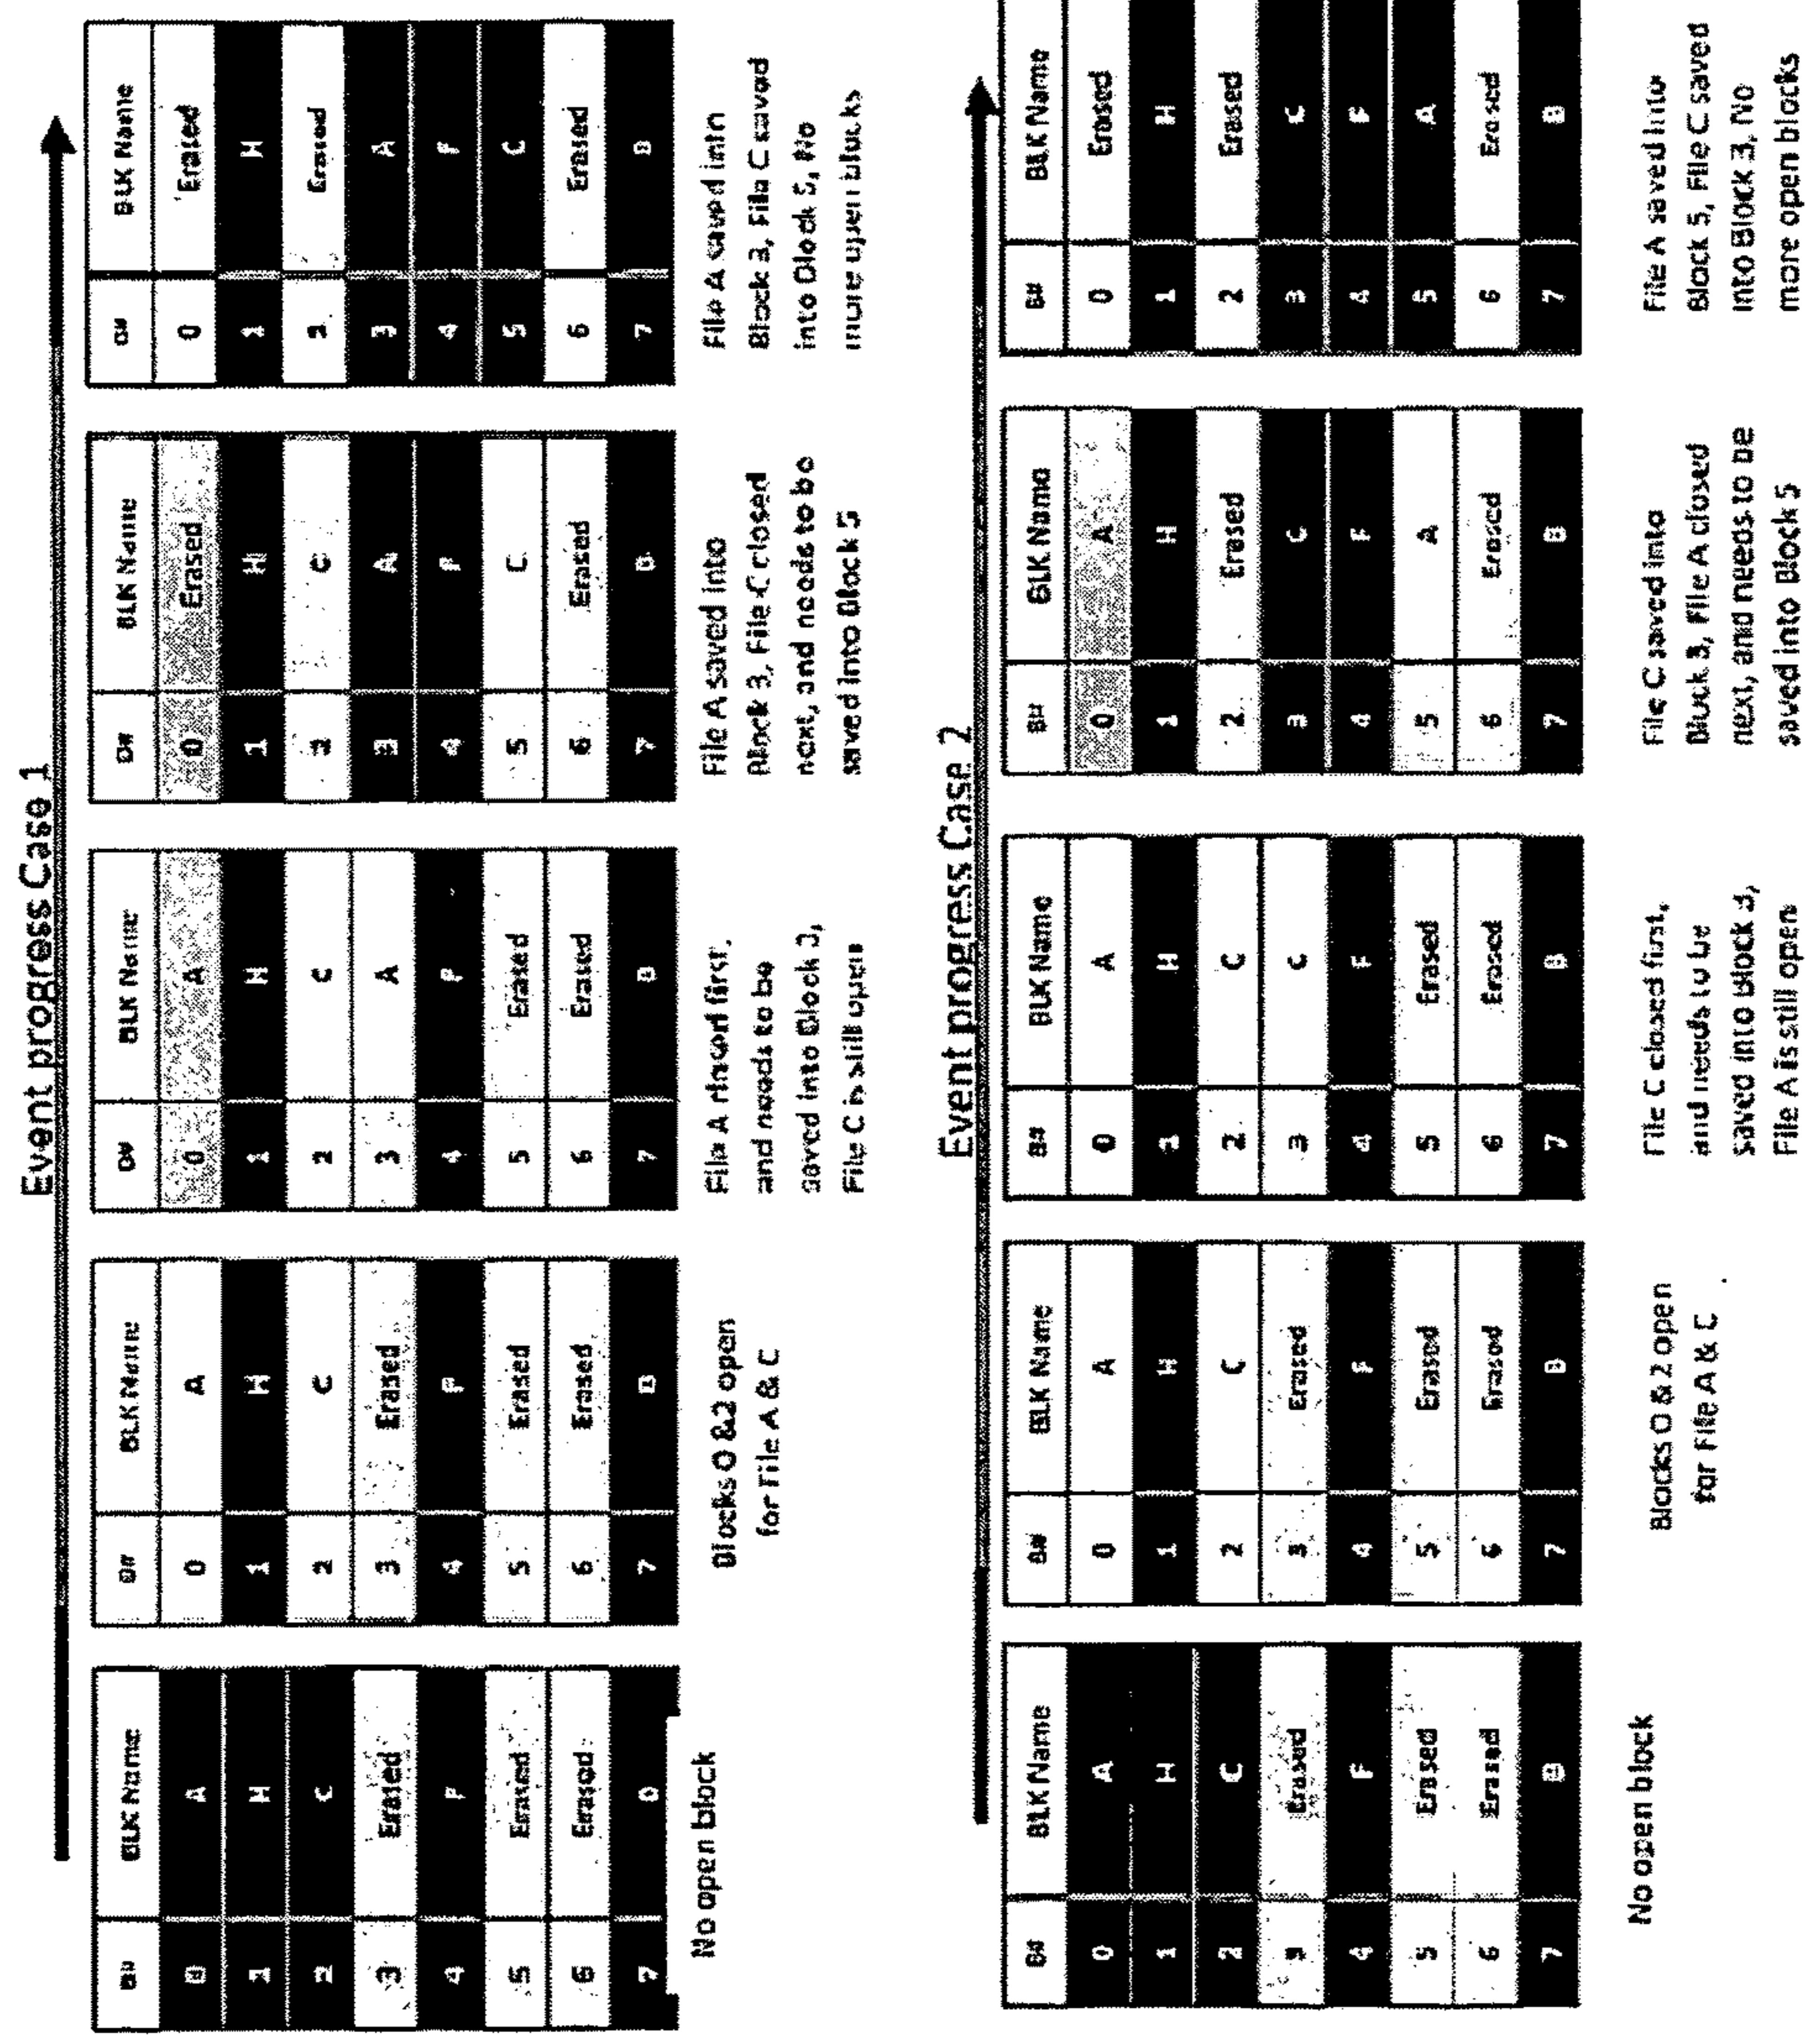 Event progress Case 1
B# BLK Name
0 A
1 H
2 C
3 Erased
4 F
5 Erased
6 Erased
7 B
No open block
B# BLK Name
0 A
1 H
2 C
3 Erased
4 F
5 Erased
6 Erased
7 B
Blocks 0 & 2 open
for File A & C
B# BLK Name
0 A
1 H
2 C
3 A
4 F
5 Erased
6 Erased
7 B
File A closed first,
and needs to be
saved into Block 3,
File C is still open
B# BLK Name
0 Erased
1 H
2 C
3 A
4 F
5 C
6 Erased
7 B
File A saved into
Block 3, File C closed
next, and needs to be
saved into Block 5
B# BLK Name
0 Erased
1 H
2 Erased
3 A
4 F
5 C
6 Erased
7 B
File A saved into
Block 3, File C saved
into Block 5, No
more open blocks
Event progress Case 2
B# BLK Name
0 A
1 H
2 C
3 Erased
4 F
5 Erased
6 Erased
7 B
No open block
B# BLK Name
0 A
1 H
2 C
3 Erased
4 F
5 Erased
6 Erased
7 B
Blocks 0 & 2 open
for File A & C
B# BLK Name
0 A
1 H
2 C
3 C
4 F
5 Erased
6 Erased
7 B
File C closed first,
and needs to be
saved into Block 3,
File A is still open
B# BLK Name
0 A
1 H
2 Erased
3 C
4 F
5 A
6 Erased
7 B
File C saved into
Block 3, File A closed
next, and needs to be
saved into Block 5
B# BLK Name
0 Erased
1 H
2 Erased
3 C
4 F
5 A
6 Erased
7 B
File A saved into
Block 5, File C saved
into Block 3, No
more open blocks